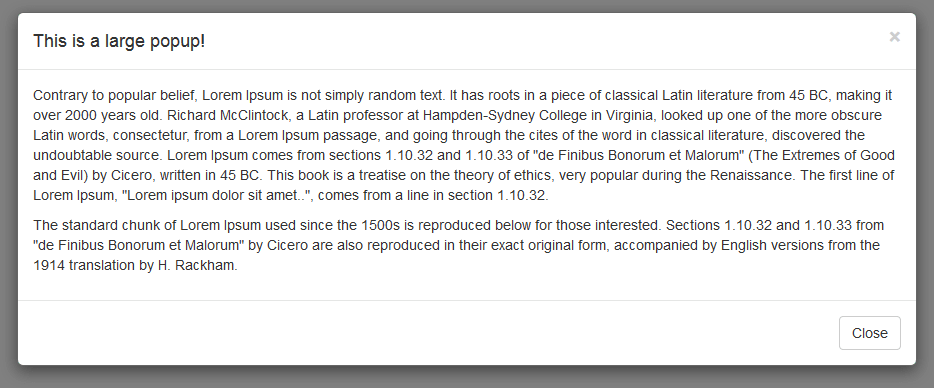 This is a large popup!
×
Contrary to popular belief, Lorem Ipsum is not simply random text. It has roots in a piece of classical Latin literature from 45 BC, making it
over 2000 years old. Richard McClintock, a Latin professor at Hampden-Sydney College in Virginia, looked up one of the more obscure
Latin words, consectetur, from a Lorem Ipsum passage, and going through the cites of the word in classical literature, discovered the
undoubtable source. Lorem Ipsum comes from sections 1.10.32 and 1.10.33 of "de Finibus Bonorum et Malorum" (The Extremes of Good
and Evil) by Cicero, written in 45 BC. This book is a treatise on the theory of ethics, very popular during the Renaissance. The first line of
Lorem Ipsum, "Lorem ipsum dolor sit amet..", comes from a line in section 1.10.32.
The standard chunk of Lorem Ipsum used since the 1500s is reproduced below for those interested. Sections 1.10.32 and 1.10.33 from
"de Finibus Bonorum et Malorum" by Cicero are also reproduced in their exact original form, accompanied by English versions from the
1914 translation by H. Rackham.
Close